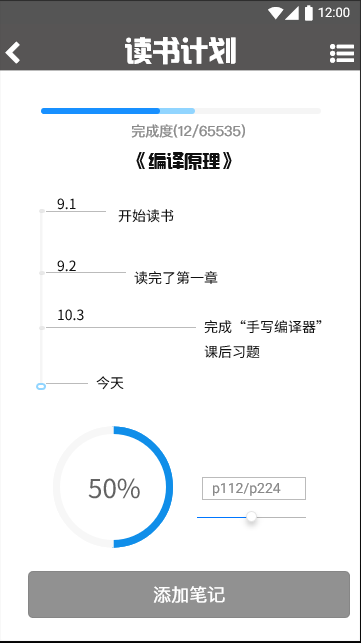 12:00
读书计划
完成度(12/65535)
《编译原理》
9.1
开始读书
9.2
读完了第一章
10.3
完成“手写编译器”
课后习题
今天
50%
p112/p224
添加笔记